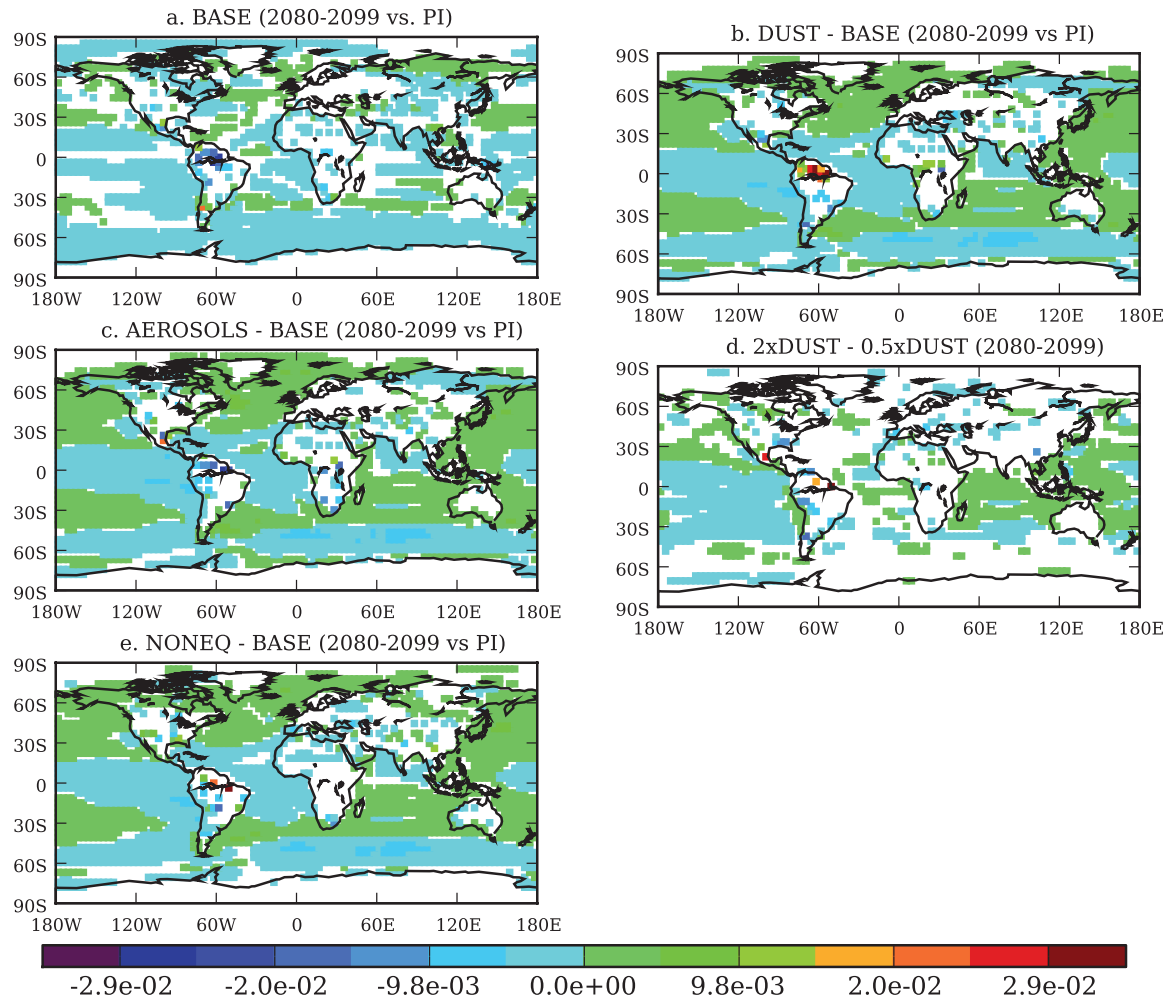 a. BASE (2080-2099 vs. PI)
90S
60S
30S
0
30S
60S
90S
180W 120W 60W 0 60E 120E 180E
b. DUST - BASE (2080-2099 vs PI)
90S
60S
30S
0
30S
60S
90S
180W 120W 60W 0 60E 120E 180E
c. AEROSOLS - BASE (2080-2099 vs PI)
90S
60S
30S
0
30S
60S
90S
180W 120W 60W 0 60E 120E 180E
d. 2xDUST - 0.5xDUST (2080-2099)
90S
60S
30S
0
30S
60S
90S
180W 120W 60W 0 60E 120E 180E
e. NONEQ - BASE (2080-2099 vs PI)
90S
60S
30S
0
30S
60S
90S
180W 120W 60W 0 60E 120E 180E
-2.9e-02 -2.0e-02 -9.8e-03 0.0e+00 9.8e-03 2.0e-02 2.9e-02